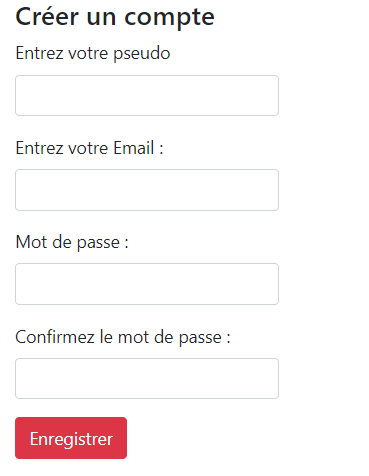 Créer un compte
Entrez votre pseudo
Entrez votre Email :
Mot de passe :
Confirmez le mot de passe :
Enregistrer